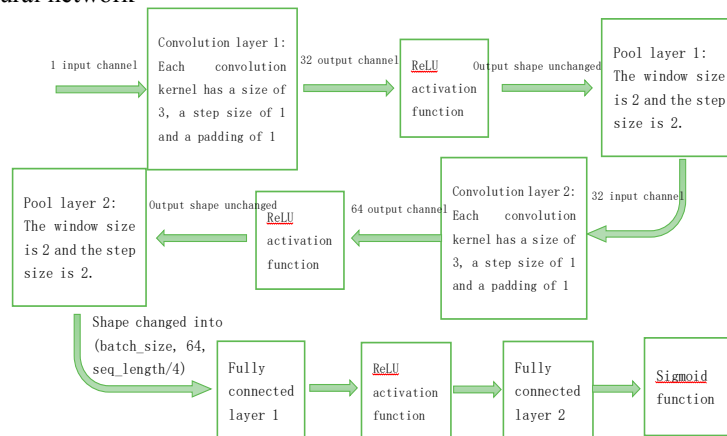 1 input channel
Convolution layer 1:
Each convolution
kernel has a size of
3, a step size of 1
and a padding of 1
32 output channel
ReLU
activation
function
Output shape unchanged
Pool layer 1:
The window size
is 2 and the step
size is 2.
32 input channel
Convolution layer 2:
Each convolution
kernel has a size of
3, a step size of 1
and a padding of 1
64 output channel
ReLU
activation
function
Output shape unchanged
Pool layer 2:
The window size
is 2 and the step
size is 2.
Shape changed into
(batch_size, 64,
seq_length/4)
Fully
connected
layer 1
ReLU
activation
function
Fully
connected
layer 2
Sigmoid
function